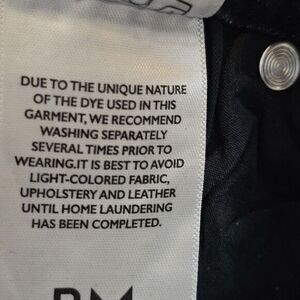 DUE TO THE UNIQUE NATURE
OF THE DYE USED IN THIS
GARMENT, WE RECOMMEND
WASHING SEPARATELY
SEVERAL TIMES PRIOR TO
WEARING.IT IS BEST TO AVOID
LIGHT-COLORED FABRIC,
UPHOLSTERY AND LEATHER
UNTIL HOME LAUNDERING
HAS BEEN COMPLETED.